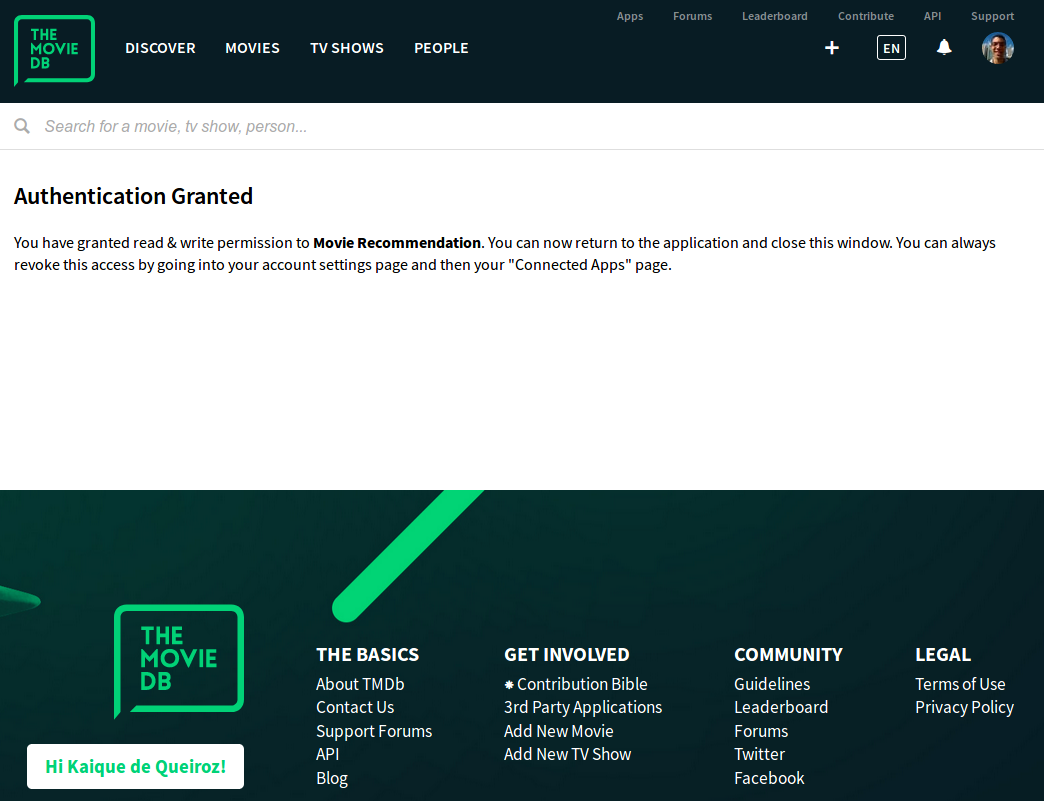 Apps Forums Leaderboard Contribute API Support
THE
MOVIE
DB
DISCOVER MOVIES TV SHOWS PEOPLE
EN
Search for a movie, tv show, person...
Authentication Granted
You have granted read & write permission to Movie Recommendation. You can now return to the application and close this window. You can always
revoke this access by going into your account settings page and then your "Connected Apps" page.
THE
MOVIE
DB
Hi Kaique de Queiroz!
THE BASICS
About TMDb
Contact Us
Support Forums
API
Blog
GET INVOLVED
Contribution Bible
3rd Party Applications
Add New Movie
Add New TV Show
COMMUNITY
Guidelines
Leaderboard
Forums
Twitter
Facebook
LEGAL
Terms of Use
Privacy Policy